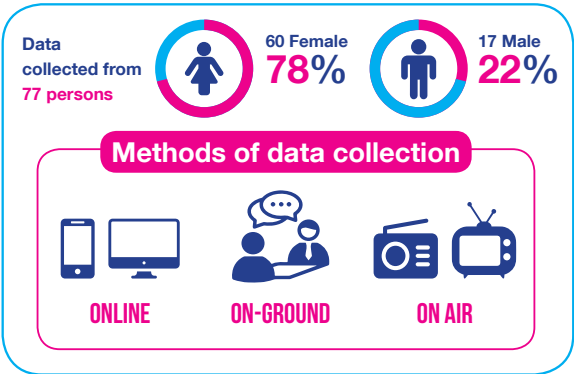 Data
collected from
77 persons
60 Female
78%
17 Male
22%
Methods of data collection
ONLINE
ON-GROUND
ON AIR